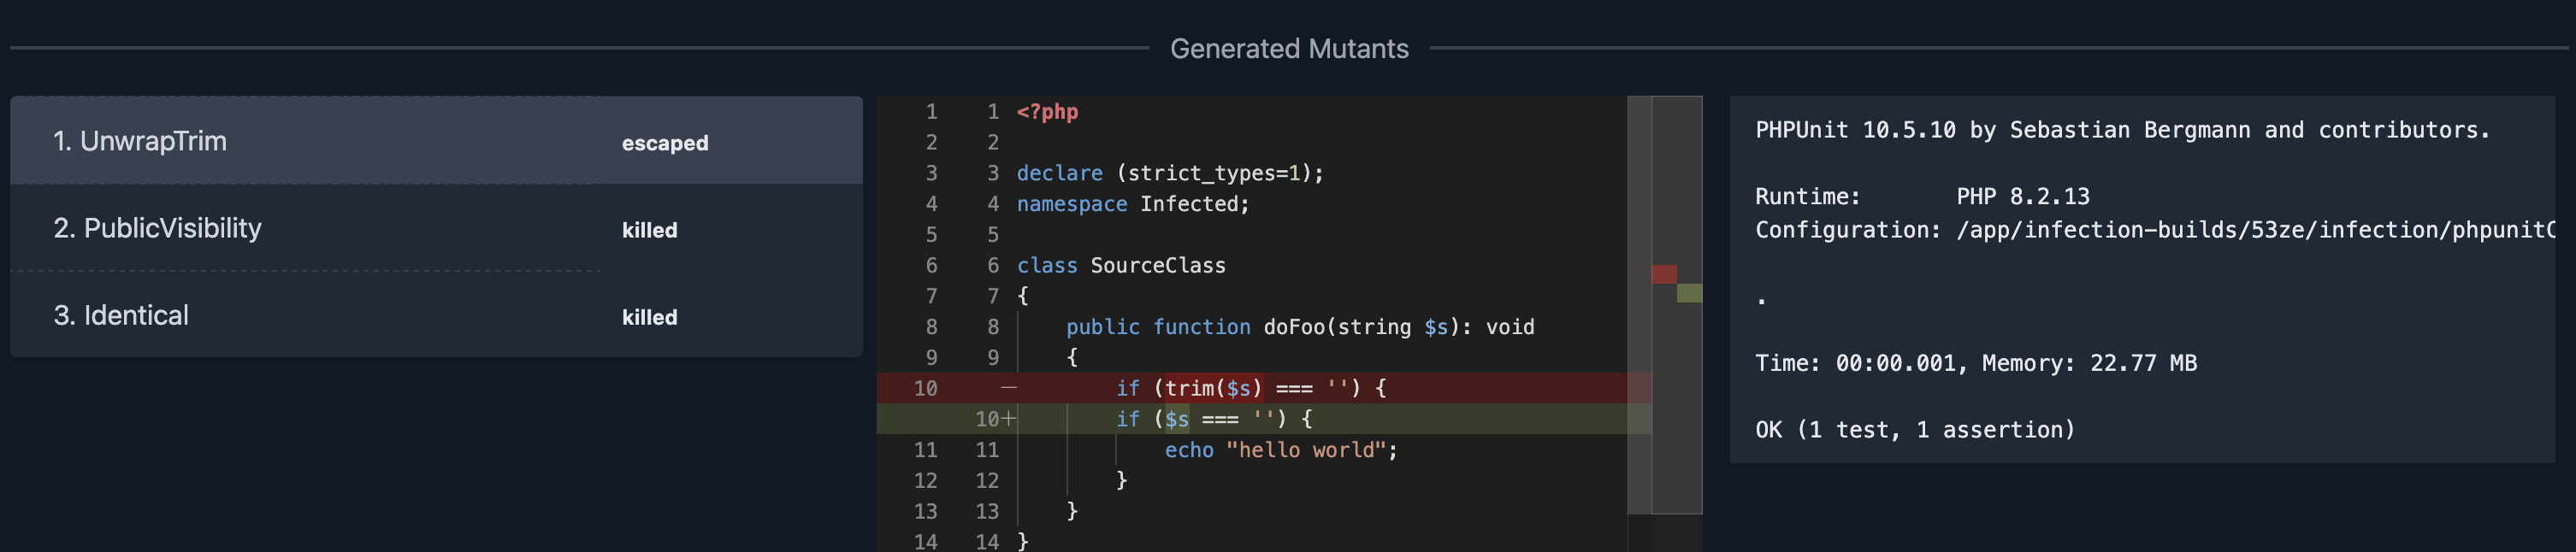 Generated Mutants
1. UnwrapTrim escaped
2. PublicVisibility killed
3. Identical killed
1 1 <?php
2 2
3 3 declare (strict_types=1);
4 4 namespace Infected;
5 5
6 6 class SourceClass
7 7 {
8 8 public function doFoo(string $s): void
9 9 {
10 — if (trim($s) === '') {
10+ if ($s === '') {
11 11 echo "hello world";
12 12 }
13 13 }
14 14 }
PHPUnit 10.5.10 by Sebastian Bergmann and contributors.
Runtime: PHP 8.2.13
Configuration: /app/infection-builds/53ze/infection/phpunitC
.
Time: 00:00.001, Memory: 22.77 MB
OK (1 test, 1 assertion)